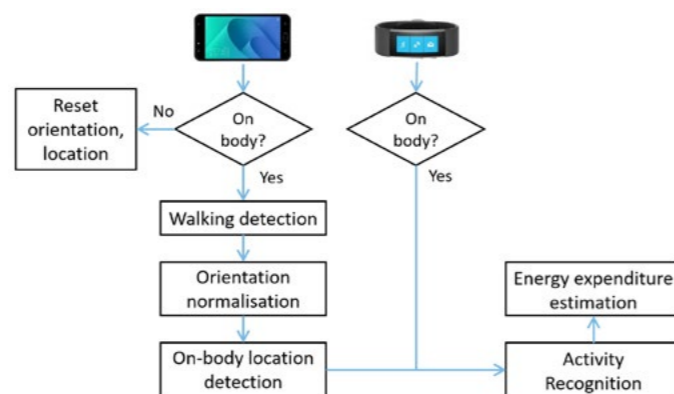 On
body?
No
Reset
orientation,
location
Yes
On
body?
Yes
Walking detection
Orientation
normalisation
On-body location
detection
Energy expenditure
estimation
Activity
Recognition